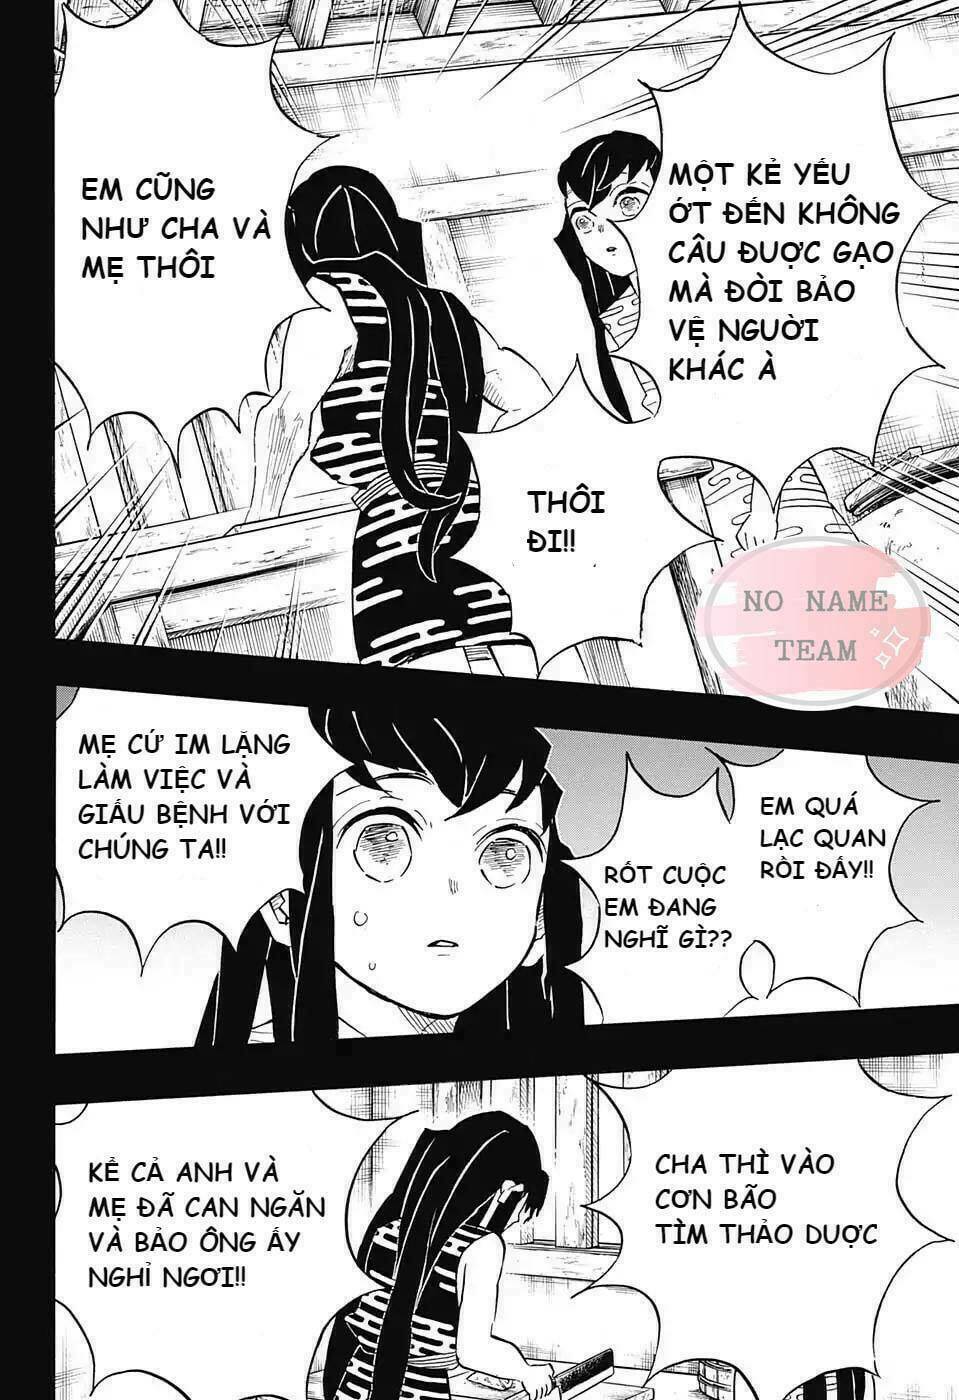 MỘT KẺ YẾU
ỚT ĐẾN KHÔNG
CÂU ĐUỢC GẠO
MÀ ĐÒI BẢO
VỆ NGUỜI
KHÁC À
EM CŨNG
NHƯ CHA VÀ
MẸ THÔI
THÔI
ĐI!!
NO NAME
TEAM
EM QUÁ
LẠC QUAN
RỒI ĐẤY!!
RỐT CUỘC
EM ĐANG
NGHĨ GÌ??
MẸ CỨ IM LẶNG
LÀM VIỆC VÀ
GIẤU BỆNH VỚI
CHÚNG TA!!
CHA THÌ VÀO
CƠN BÃO
TÌM THẢO DUỢC
KỂ CẢ ANH VÀ
MẸ ĐÃ CAN NGĂN
VÀ BẢO ÔNG ẤY
NGHỈ NGƠI!!